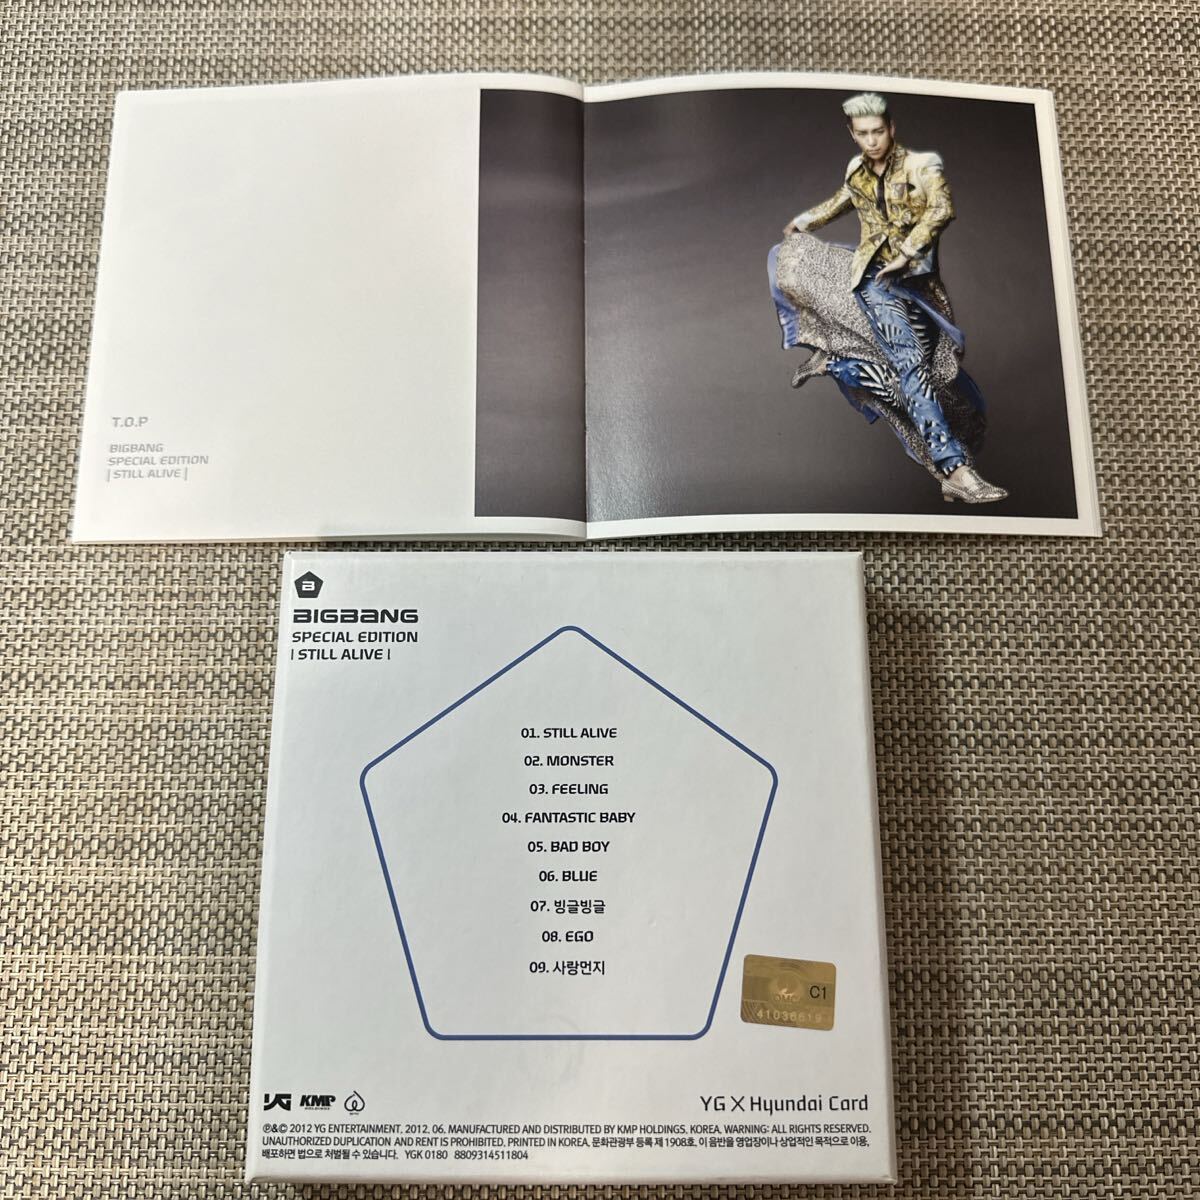 T.O.P
BIGBANG
SPECIAL EDITION
| STILL ALIVE |
B
BIGBANG
SPECIAL EDITION
| STILL ALIVE |
01. STILL ALIVE
02. MONSTER
03. FEELING
04. FANTASTIC BABY
05. BAD BOY
06. BLUE
07. 빙글빙글
08. EGO
09. 사랑먼지
C1
41036619
YG KMP
HOLDINGS
YG X Hyundai Card
℗&© 2012 YG ENTERTAINMENT, 2012. 06. MANUFACTURED AND DISTRIBUTED BY KMP HOLDINGS, KOREA. WARNING: ALL RIGHTS RESERVED.
UNAUTHORIZED DUPLICATION AND RENT IS PROHIBITED, PRINTED IN KOREA. 문화관광부 등록 제 1908호. 이 음반을 영업장이나 상업적인 목적으로 이용,
배포하면 법으로 처벌될 수 있습니다. YGK 0180 8809314511804